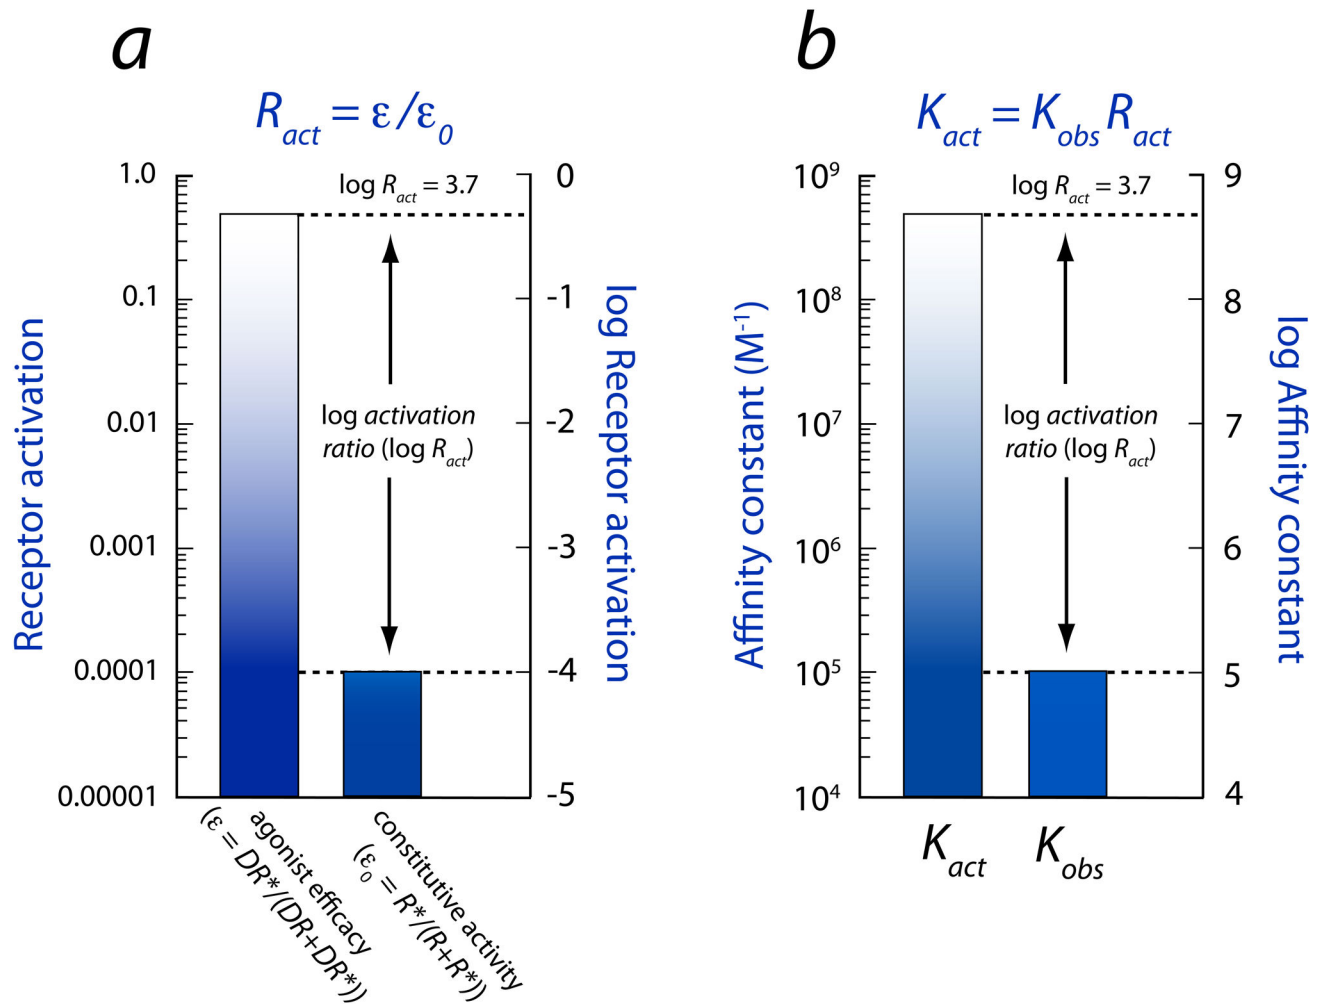 a
R_act = ε/ε_0
1.0
0.1
0.01
0.001
0.0001
0.00001
Receptor activation
log R_act = 3.7
log activation
ratio (log R_act)
0
-1
-2
-3
-4
-5
log Receptor activation
agonist efficacy
(ε = DR*/(DR+DR*))
constitutive activity
(ε_0 = R*/(R+R*))
b
K_act = K_obs R_act
10^9
10^8
10^7
10^6
10^5
10^4
Affinity constant (M^-1)
log R_act = 3.7
log activation
ratio (log R_act)
9
8
7
6
5
4
log Affinity constant
K_act
K_obs